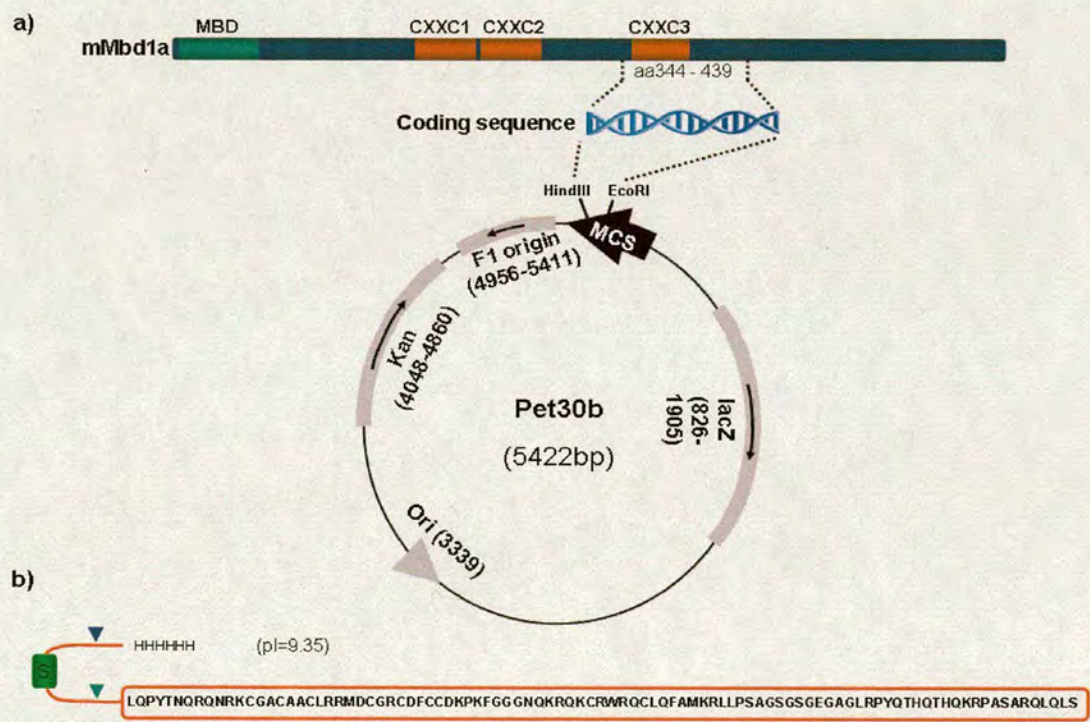 a)
MBD
CXXC1
CXXC2
CXXC3
mMbd1a
aa344 - 439
Coding sequence
HindIII
EcoRI
MCS
F1 origin
(4956-5411)
Kan
(4048-4860)
lacZ
(826-
1905)
Pet30b
(5422bp)
Ori (3339)
b)
HHHHHH
(pI=9.35)
S
LQPYTNQRQNRKCGACAACLRRMDCGRCDFCCDKPKFGGGNQKRQKCRWRQCLQFAMKRLLPSAGSGSGEGAGLRPYQTHQTHQKRPASARQLQLS